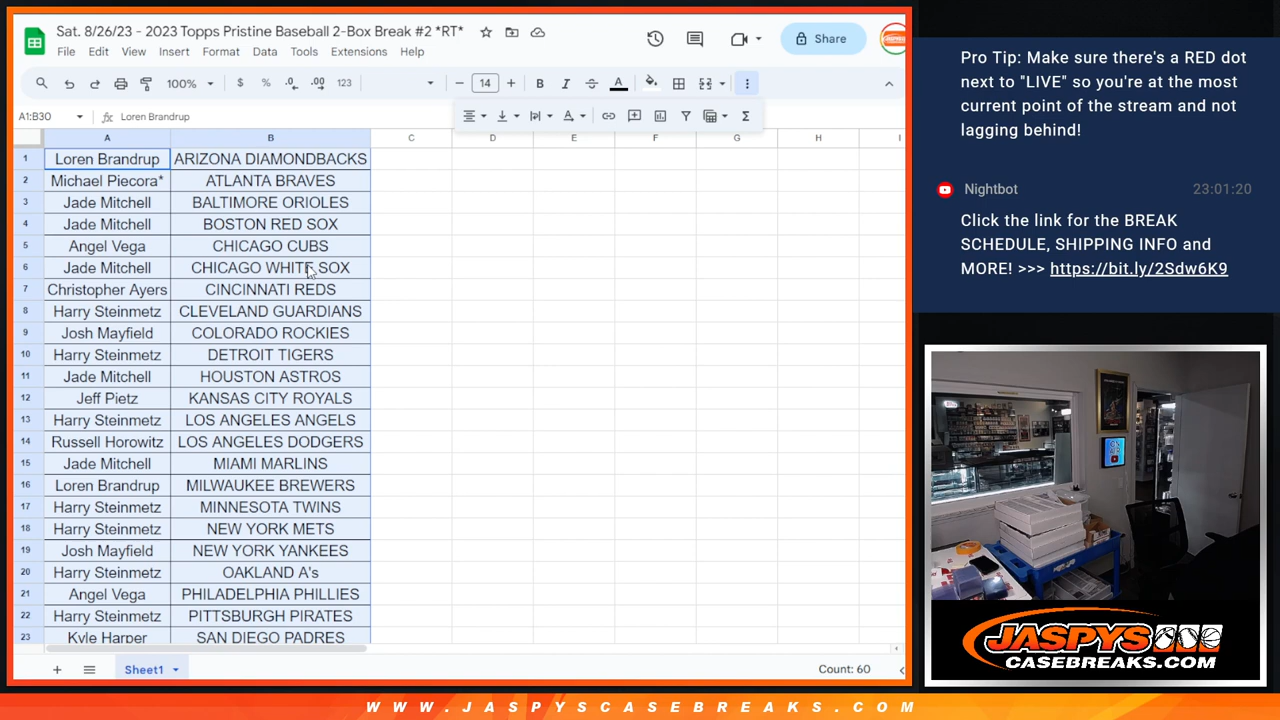 Sat. 8/26/23 - 2023 Topps Pristine Baseball 2-Box Break #2 *RT*
File Edit View Insert Format Data Tools Extensions Help
Share
100% $ % .0 .00 123 14 B I S A
A1:B30 fx Loren Brandrup
A B C D E F G H I
1 Loren Brandrup ARIZONA DIAMONDBACKS
2 Michael Piecora* ATLANTA BRAVES
3 Jade Mitchell BALTIMORE ORIOLES
4 Jade Mitchell BOSTON RED SOX
5 Angel Vega CHICAGO CUBS
6 Jade Mitchell CHICAGO WHITE SOX
7 Christopher Ayers CINCINNATI REDS
8 Harry Steinmetz CLEVELAND GUARDIANS
9 Josh Mayfield COLORADO ROCKIES
10 Harry Steinmetz DETROIT TIGERS
11 Jade Mitchell HOUSTON ASTROS
12 Jeff Pietz KANSAS CITY ROYALS
13 Harry Steinmetz LOS ANGELES ANGELS
14 Russell Horowitz LOS ANGELES DODGERS
15 Jade Mitchell MIAMI MARLINS
16 Loren Brandrup MILWAUKEE BREWERS
17 Harry Steinmetz MINNESOTA TWINS
18 Harry Steinmetz NEW YORK METS
19 Josh Mayfield NEW YORK YANKEES
20 Harry Steinmetz OAKLAND A's
21 Angel Vega PHILADELPHIA PHILLIES
22 Harry Steinmetz PITTSBURGH PIRATES
23 Kyle Harper SAN DIEGO PADRES
Sheet1
Count: 60
Pro Tip: Make sure there's a RED dot
next to "LIVE" so you're at the most
current point of the stream and not
lagging behind!
Nightbot 23:01:20
Click the link for the BREAK
SCHEDULE, SHIPPING INFO and
MORE! >>> https://bit.ly/2Sdw6K9
JASPYS
CASEBREAKS.COM
WWW.JASPYSCASEBREAKS.COM